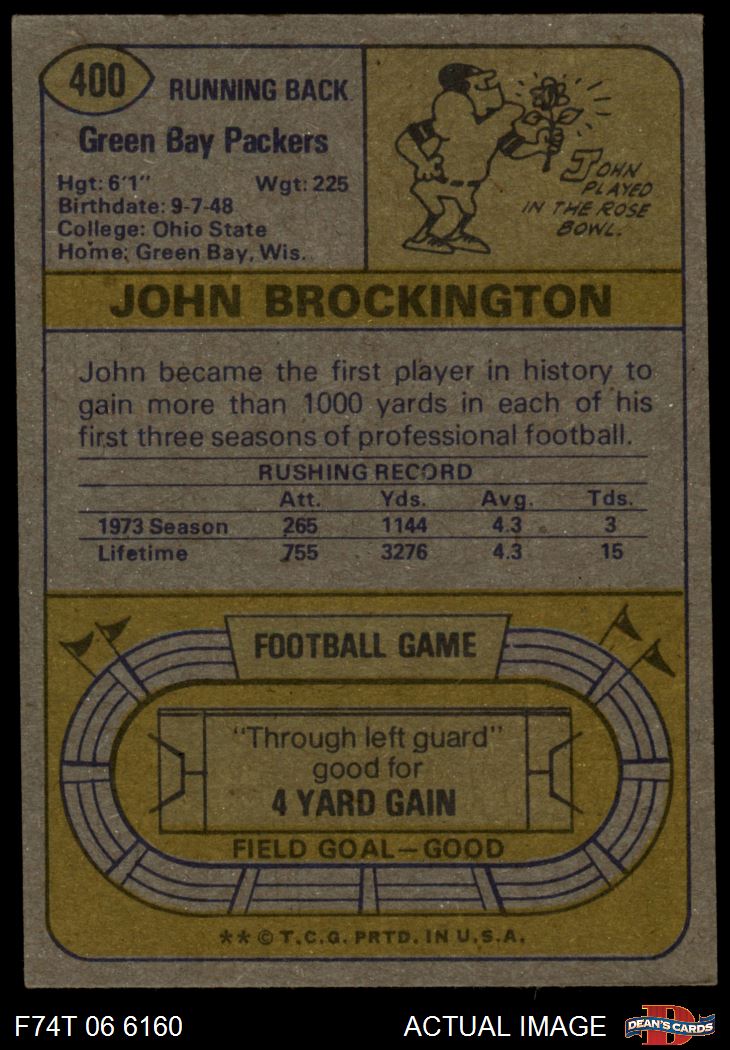 400
RUNNING BACK
Green Bay Packers
Hgt: 6'1" Wgt: 225
Birthdate: 9-7-48
College: Ohio State
Home: Green Bay, Wis.
JOHN
PLAYED
IN THE ROSE
BOWL.
JOHN BROCKINGTON
John became the first player in history to
gain more than 1000 yards in each of his
first three seasons of professional football.
RUSHING RECORD
Att. Yds. Avg. Tds.
1973 Season 265 1144 4.3 3
Lifetime 755 3276 4.3 15
FOOTBALL GAME
"Through left guard"
good for
4 YARD GAIN
FIELD GOAL—GOOD
** © T.C.G. PRTD. IN U.S.A.
F74T 06 6160 ACTUAL IMAGE
D
DEAN'S CARDS